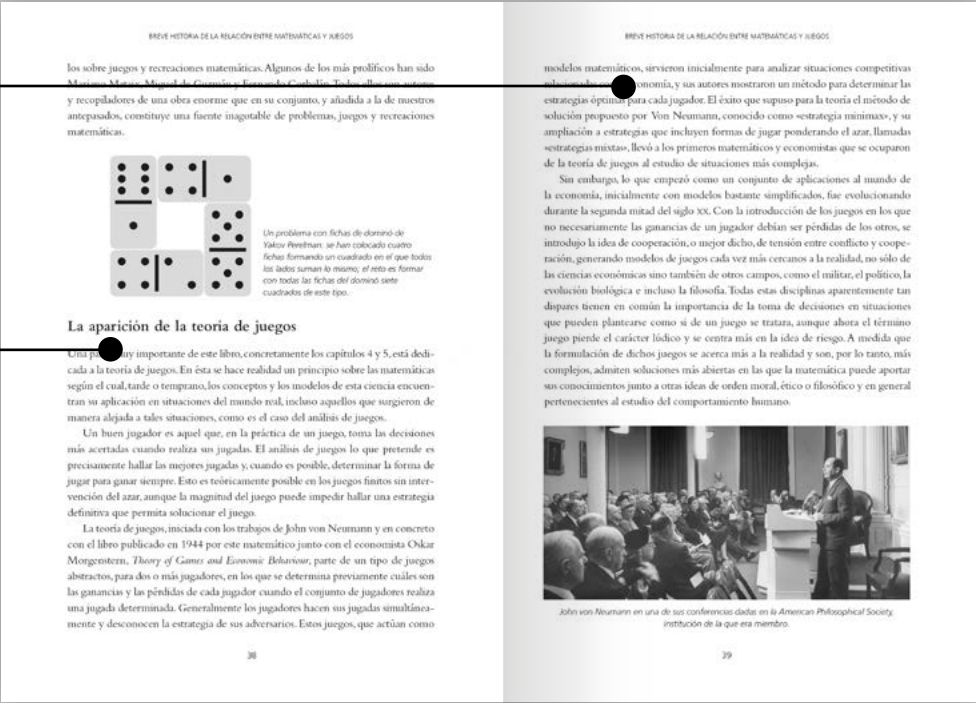 BREVE HISTORIA DE LA RELACIÓN ENTRE MATEMÁTICAS Y JUEGOS
los sobre juegos y recreaciones matemáticas. Algunos de los más prolíficos han sido
Mariano Mataix, Miguel de Guzmán y Fernando Corbalán. Todos ellos son autores
y recopiladores de una obra enorme que en su conjunto, y añadida a la de nuestros
antepasados, constituye una fuente inagotable de problemas, juegos y recreaciones
matemáticas.
Un problema con fichas de dominó de
Yakov Perelman: se han colocado cuatro
fichas formando un cuadrado en el que todos
los lados suman lo mismo; el reto es formar
con todas las fichas del dominó siete
cuadrados de este tipo.
La aparición de la teoría de juegos
Una muy importante de este libro, concretamente los capítulos 4 y 5, está dedi-
cada a la teoría de juegos. En ésta se hace realidad un principio sobre las matemáticas
según el cual, tarde o temprano, los conceptos y los modelos de esta ciencia encuen-
tran su aplicación en situaciones del mundo real, incluso aquellos que surgieron de
manera alejada a tales situaciones, como es el caso del análisis de juegos.
Un buen jugador es aquel que, en la práctica de un juego, toma las decisiones
más acertadas cuando realiza sus jugadas. El análisis de juegos lo que pretende es
precisamente hallar las mejores jugadas y, cuando es posible, determinar la forma de
jugar para ganar siempre. Esto es teóricamente posible en los juegos finitos sin inter-
vención del azar, aunque la magnitud del juego puede impedir hallar una estrategia
definitiva que permita solucionar el juego.
La teoría de juegos, iniciada con los trabajos de John von Neumann y en concreto
con el libro publicado en 1944 por este matemático junto con el economista Oskar
Morgenstern, Theory of Games and Economic Behaviour, parte de un tipo de juegos
abstractos, para dos o más jugadores, en los que se determina previamente cuáles son
las ganancias y las pérdidas de cada jugador cuando el conjunto de jugadores realiza
una jugada determinada. Generalmente los jugadores hacen sus jugadas simultánea-
mente y desconocen la estrategia de sus adversarios. Estos juegos, que actúan como
38
BREVE HISTORIA DE LA RELACIÓN ENTRE MATEMÁTICAS Y JUEGOS
modelos matemáticos, sirvieron inicialmente para analizar situaciones competitivas
relacionadas economía, y sus autores mostraron un método para determinar las
estrategias óptimas para cada jugador. El éxito que supuso para la teoría el método de
solución propuesto por Von Neumann, conocido como «estrategia minimax», y su
ampliación a estrategias que incluyen formas de jugar ponderando el azar, llamadas
«estrategias mixtas», llevó a los primeros matemáticos y economistas que se ocuparon
de la teoría de juegos al estudio de situaciones más complejas.
Sin embargo, lo que empezó como un conjunto de aplicaciones al mundo de
la economía, inicialmente con modelos bastante simplificados, fue evolucionando
durante la segunda mitad del siglo XX. Con la introducción de los juegos en los que
no necesariamente las ganancias de un jugador debían ser pérdidas de los otros, se
introdujo la idea de cooperación, o mejor dicho, de tensión entre conflicto y coope-
ración, generando modelos de juegos cada vez más cercanos a la realidad, no sólo de
las ciencias económicas sino también de otros campos, como el militar, el político, la
evolución biológica e incluso la filosofía. Todas estas disciplinas aparentemente tan
dispares tienen en común la importancia de la toma de decisiones en situaciones
que pueden plantearse como si de un juego se tratara, aunque ahora el término
juego pierde el carácter lúdico y se centra más en la idea de riesgo. A medida que
la formulación de dichos juegos se acerca más a la realidad y son, por lo tanto, más
complejos, admiten soluciones más abiertas en las que la matemática puede aportar
sus conocimientos junto a otras ideas de orden moral, ético o filosófico y en general
pertenecientes al estudio del comportamiento humano.
John von Neumann en una de sus conferencias dadas en la American Philosophical Society,
institución de la que era miembro.
39